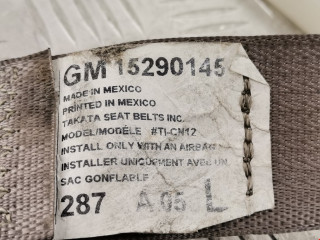 GM 15290145
MADE IN MEXICO
PRINTED IN MEXICO
TAKATA SEAT BELTS INC.
MODEL/MODÈLE #TI-CN12
INSTALL ONLY WITH AN AIRBAG
INSTALLER UNIQUEMENT AVEC UN
SAC GONFLABLE
287 A 05 L